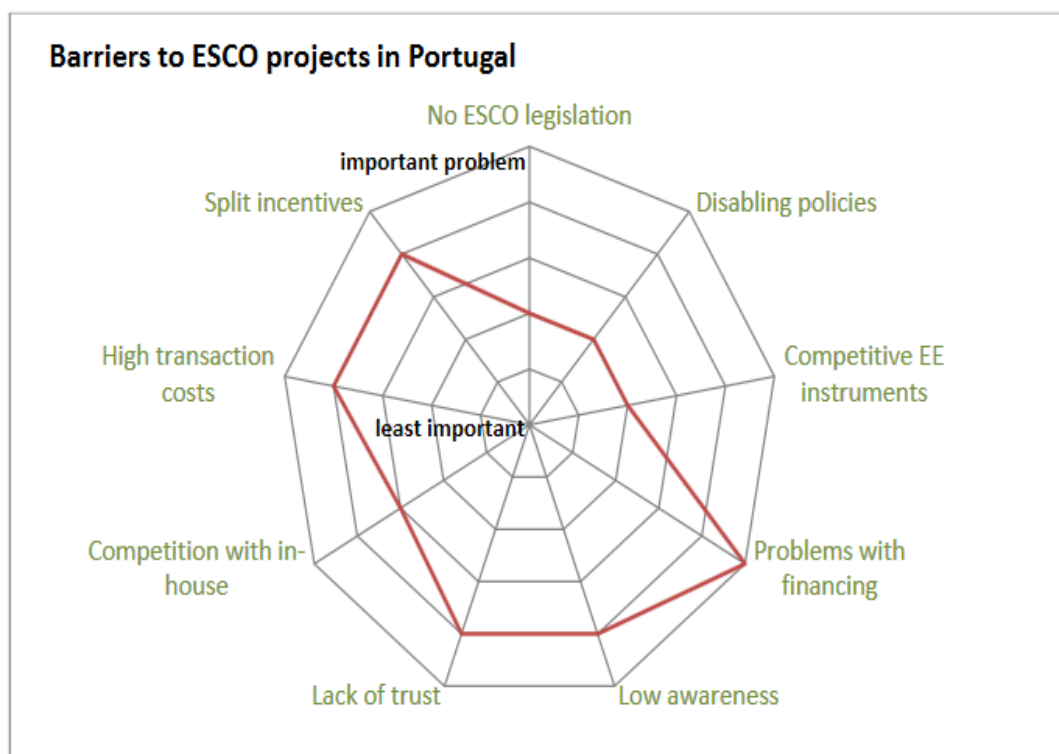 Barriers to ESCO projects in Portugal
No ESCO legislation
important problem
Split incentives
Disabling policies
High transaction
costs
Competitive EE
instruments
least important
Competition with in-
house
Problems with
financing
Lack of trust
Low awareness